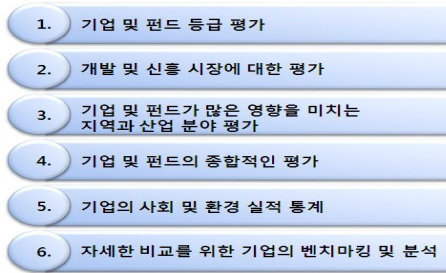 1. 기업 및 펀드 등급 평가
2. 개발 및 신흥 시장에 대한 평가
3. 기업 및 펀드가 많은 영향을 미치는
지역과 산업 분야 평가
4. 기업 및 펀드의 종합적인 평가
5. 기업의 사회 및 환경 실적 통계
6. 자세한 비교를 위한 기업의 벤치마킹 및 분석